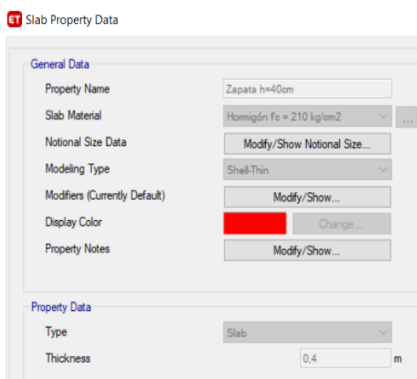 ET Slab Property Data
General Data
Property Name Zapata h=40cm
Slab Material Hormigón f'c = 210 kg/cm2 ...
Notional Size Data Modify/Show Notional Size...
Modeling Type Shell-Thin
Modifiers (Currently Default) Modify/Show...
Display Color Change...
Property Notes Modify/Show...
Property Data
Type Slab
Thickness 0,4 m